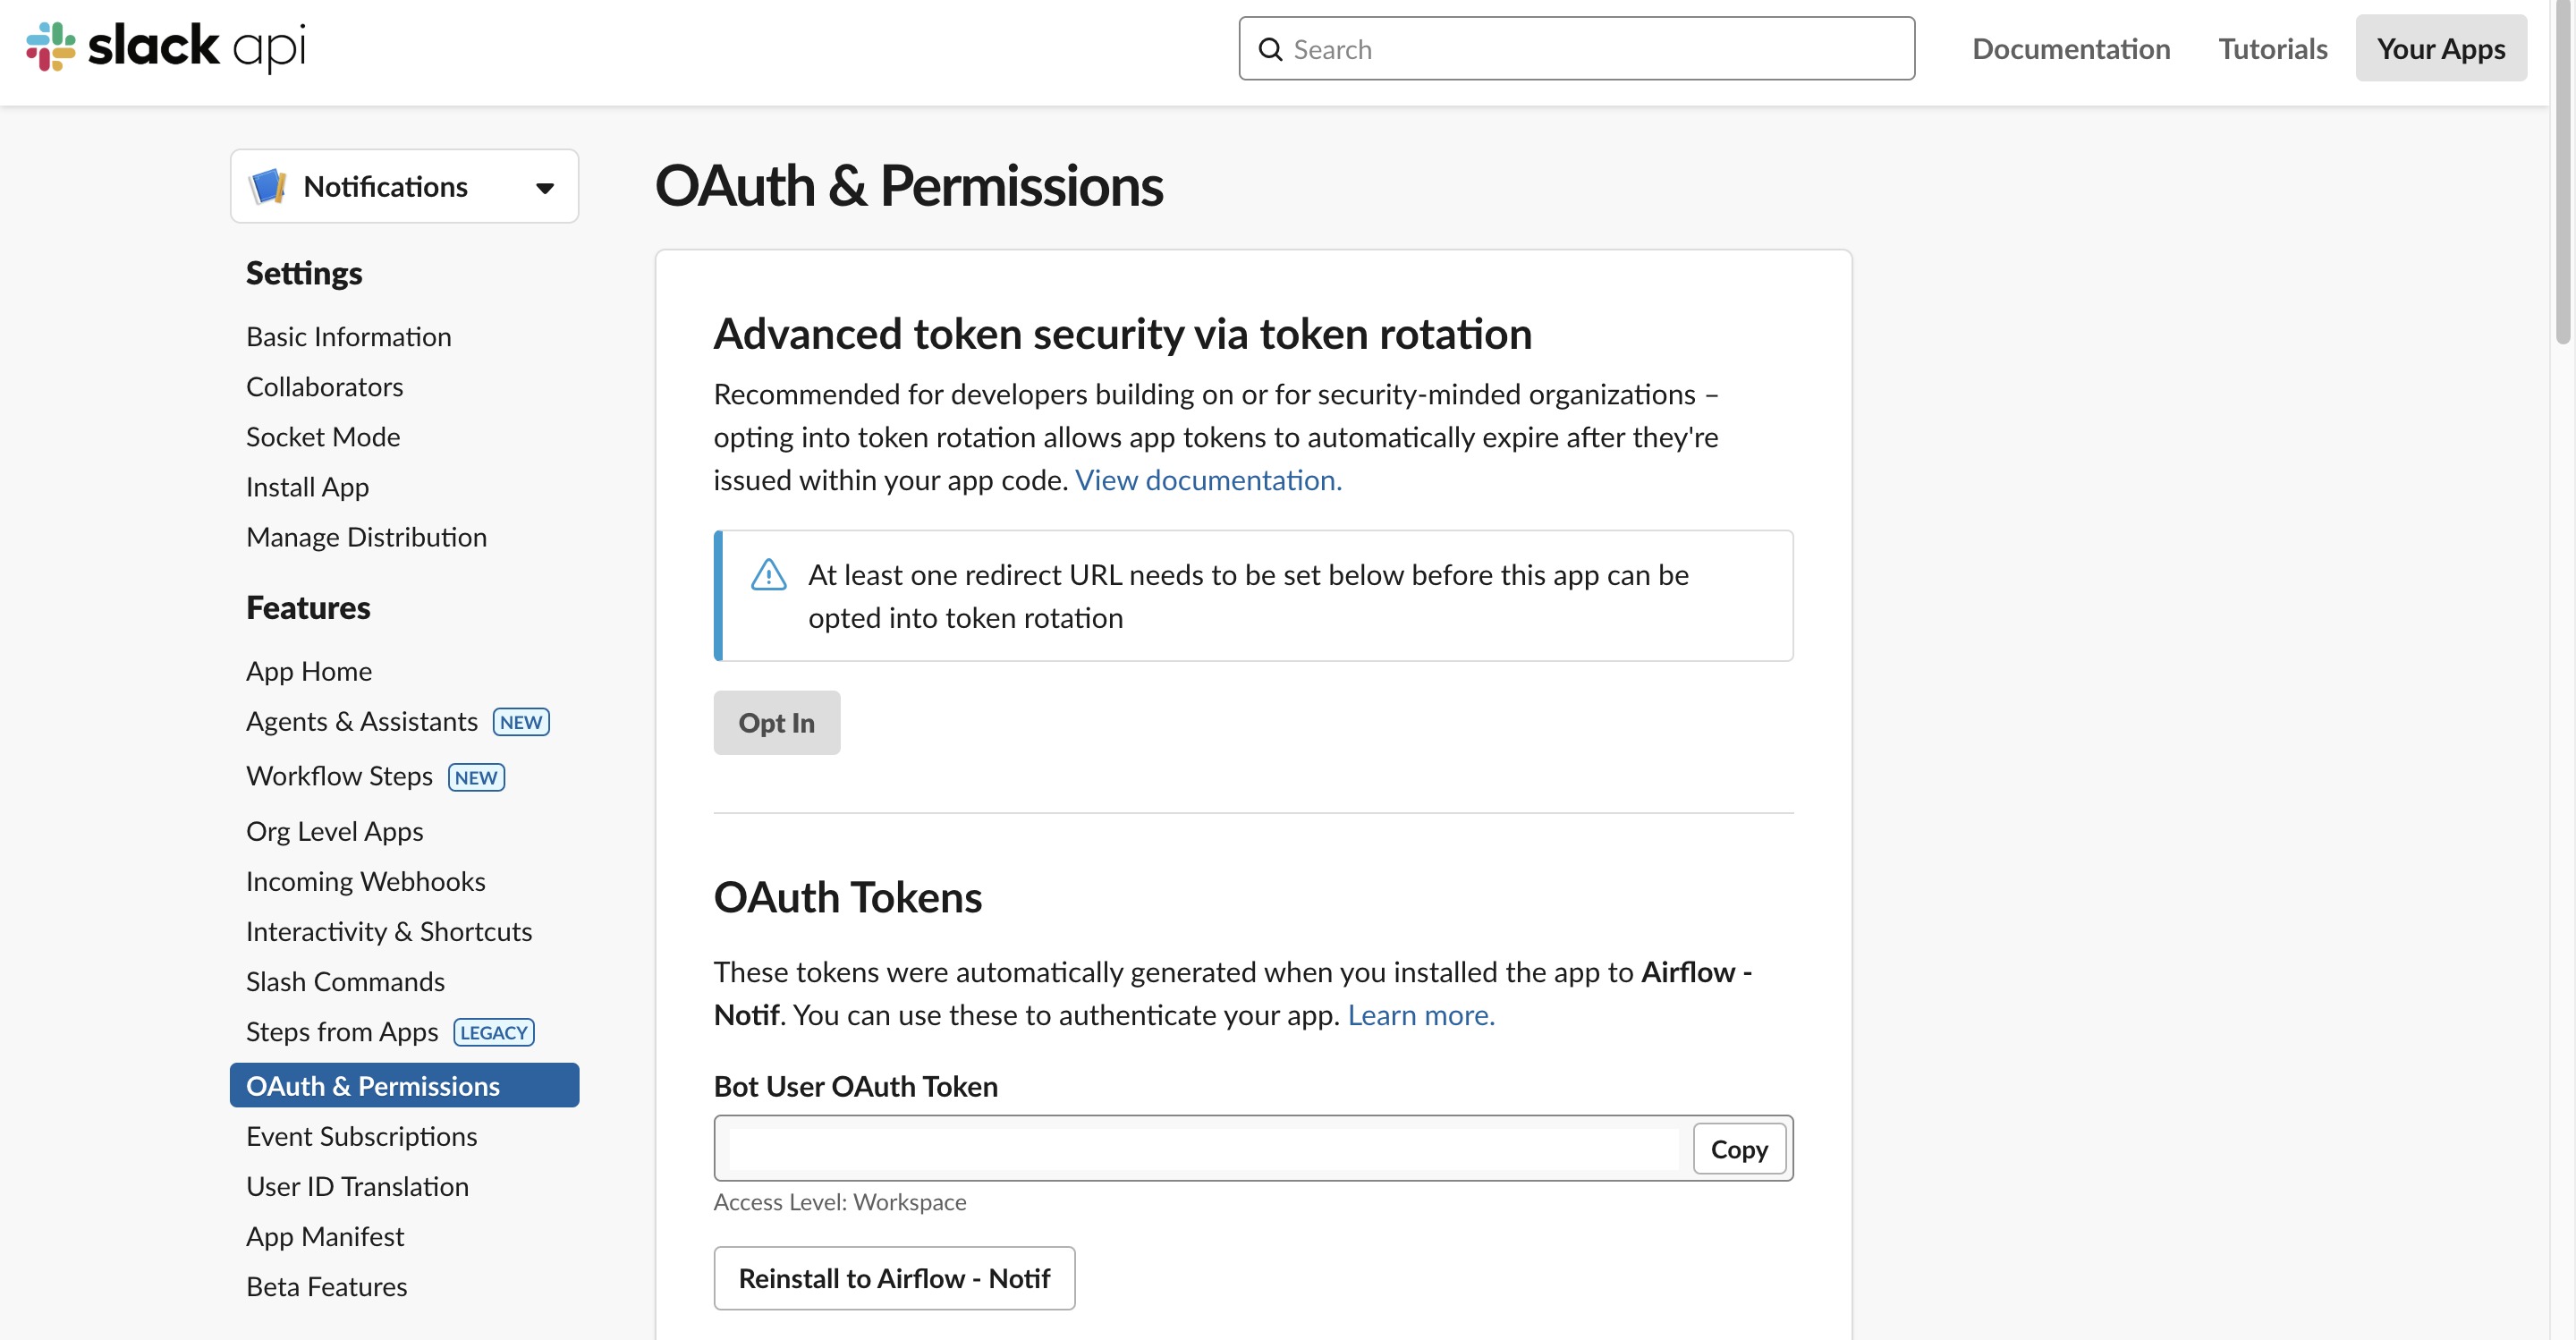 slack api
Search
Documentation
Tutorials
Your Apps
Notifications
Settings
Basic Information
Collaborators
Socket Mode
Install App
Manage Distribution
Features
App Home
Agents & Assistants NEW
Workflow Steps NEW
Org Level Apps
Incoming Webhooks
Interactivity & Shortcuts
Slash Commands
Steps from Apps LEGACY
OAuth & Permissions
Event Subscriptions
User ID Translation
App Manifest
Beta Features
OAuth & Permissions
Advanced token security via token rotation
Recommended for developers building on or for security-minded organizations –
opting into token rotation allows app tokens to automatically expire after they're
issued within your app code. View documentation.
At least one redirect URL needs to be set below before this app can be
opted into token rotation
Opt In
OAuth Tokens
These tokens were automatically generated when you installed the app to Airflow -
Notif. You can use these to authenticate your app. Learn more.
Bot User OAuth Token
Copy
Access Level: Workspace
Reinstall to Airflow - Notif